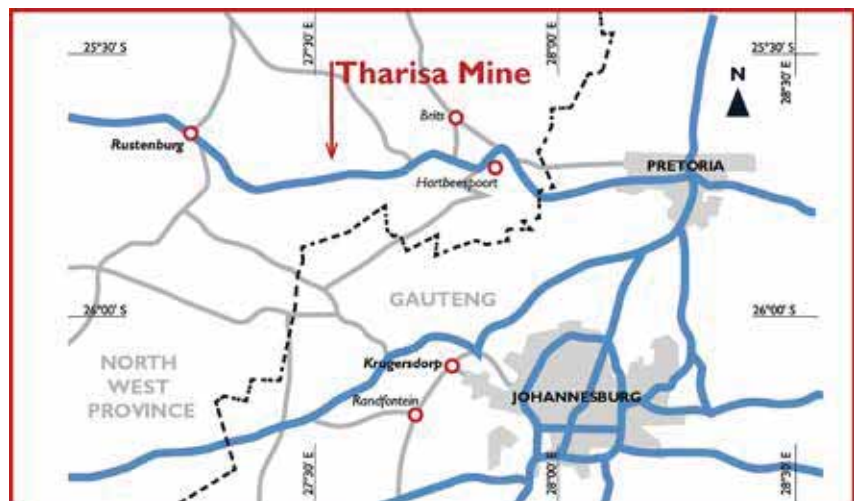 25°30' S
27°30' E
28°00' E
25°30' S
28°30' E
Tharisa Mine
N
Brits
Rustenburg
PRETORIA
Hartbeespoort
GAUTENG
26°00' S
26°00' S
NORTH
WEST
PROVINCE
Krugersdorp
Randfontein
JOHANNESBURG
27°30' E
28°00' E
28°30' E